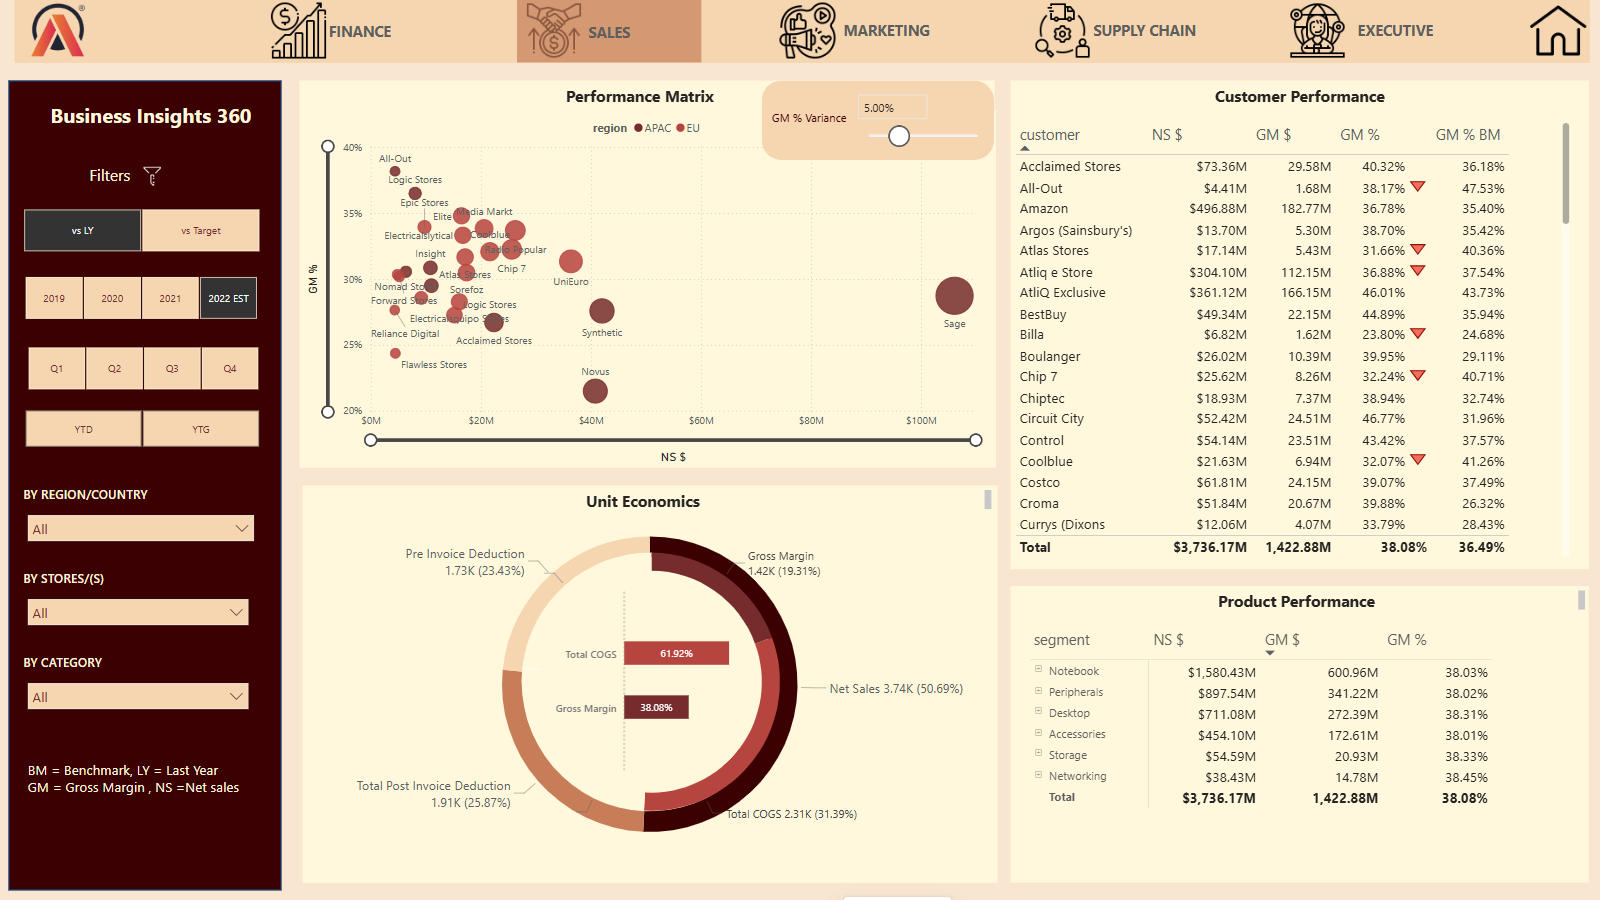 ®
FINANCE
SALES
MARKETING
SUPPLY CHAIN
EXECUTIVE
Business Insights 360
Filters
vs LY
vs Target
2019
2020
2021
2022 EST
Q1
Q2
Q3
Q4
YTD
YTG
BY REGION/COUNTRY
All
BY STORES/(S)
All
BY CATEGORY
All
BM = Benchmark, LY = Last Year
GM = Gross Margin , NS =Net sales
Performance Matrix
region APAC EU
GM % Variance
5.00%
GM %
40%
35%
30%
25%
20%
All-Out
Logic Stores
Epic Stores
Elite
Media Markt
Electricalslytical
Coolblue
Radio Popular
Insight
Chip 7
Atlas Stores
UniEuro
Nomad Stores
Sorefoz
Forward Stores
Logic Stores
Electricalsquipo Stores
Reliance Digital
Acclaimed Stores
Synthetic
Sage
Flawless Stores
Novus
$0M
$20M
$40M
$60M
$80M
$100M
NS $
Unit Economics
Pre Invoice Deduction
1.73K (23.43%)
Gross Margin
1.42K (19.31%)
Total COGS
61.92%
Gross Margin
38.08%
Net Sales 3.74K (50.69%)
Total Post Invoice Deduction
1.91K (25.87%)
Total COGS 2.31K (31.39%)
Customer Performance
customer NS $ GM $ GM % GM % BM
Acclaimed Stores $73.36M 29.58M 40.32% 36.18%
All-Out $4.41M 1.68M 38.17% 47.53%
Amazon $496.88M 182.77M 36.78% 35.40%
Argos (Sainsbury's) $13.70M 5.30M 38.70% 35.42%
Atlas Stores $17.14M 5.43M 31.66% 40.36%
Atliq e Store $304.10M 112.15M 36.88% 37.54%
AtliQ Exclusive $361.12M 166.15M 46.01% 43.73%
BestBuy $49.34M 22.15M 44.89% 35.94%
Billa $6.82M 1.62M 23.80% 24.68%
Boulanger $26.02M 10.39M 39.95% 29.11%
Chip 7 $25.62M 8.26M 32.24% 40.71%
Chiptec $18.93M 7.37M 38.94% 32.74%
Circuit City $52.42M 24.51M 46.77% 31.96%
Control $54.14M 23.51M 43.42% 37.57%
Coolblue $21.63M 6.94M 32.07% 41.26%
Costco $61.81M 24.15M 39.07% 37.49%
Croma $51.84M 20.67M 39.88% 26.32%
Currys (Dixons $12.06M 4.07M 33.79% 28.43%
Total $3,736.17M 1,422.88M 38.08% 36.49%
Product Performance
segment NS $ GM $ GM %
Notebook $1,580.43M 600.96M 38.03%
Peripherals $897.54M 341.22M 38.02%
Desktop $711.08M 272.39M 38.31%
Accessories $454.10M 172.61M 38.01%
Storage $54.59M 20.93M 38.33%
Networking $38.43M 14.78M 38.45%
Total $3,736.17M 1,422.88M 38.08%